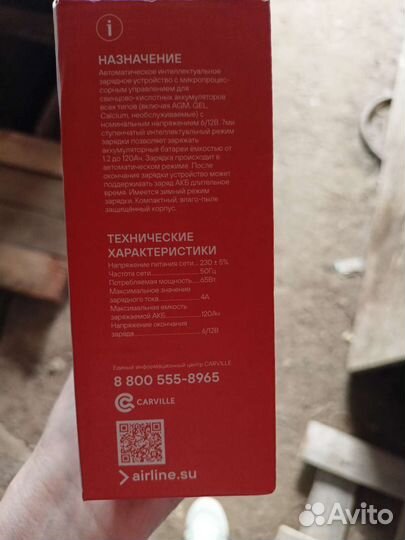 НАЗНАЧЕНИЕ
Автоматическое интеллектуальное
зарядное устройство с микропроцес-
сорным управлением для
свинцово-кислотных аккумуляторов
всех типов (включая AGM, GEL,
Calcium, необслуживаемые) с
номинальным напряжением 6/12В. 7ми
ступенчатый интеллектуальный режим
зарядки позволяет заряжать
аккумуляторные батареи ёмкостью от
1.2 до 120Ач. Зарядка происходит в
автоматическом режиме. После
окончания зарядки устройство может
поддерживать заряд АКБ длительное
время. Имеется зимний режим
зарядки. Компактный, влаго-пыле
защищённый корпус.
ТЕХНИЧЕСКИЕ
ХАРАКТЕРИСТИКИ
Напряжение питания сети .. 230 ± 5%
Частота сети ........ 50Гц
Потребляемая мощность ..... 65Вт
Максимальное значение
зарядного тока ........ 4А
Максимальная емкость
заряжаемой АКБ ........ 120Ач
Напряжение окончания
заряда ........ 6/12В
Единый информационный центр CARVILLE
8 800 555-8965
CARVILLE
airline.su
Avito